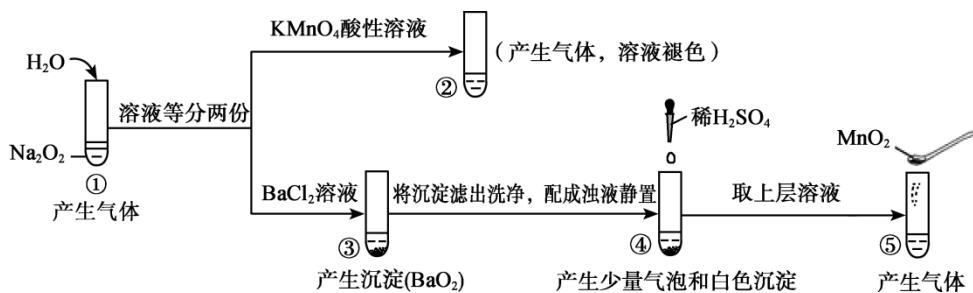 KMnO₄酸性溶液
(产生气体，溶液褪色)
②
H₂O
溶液等分两份
Na₂O₂
①
产生气体
稀H₂SO₄
MnO₂
BaCl₂溶液
将沉淀滤出洗净，配成浊液静置
取上层溶液
③
④
⑤
产生沉淀(BaO₂)
产生少量气泡和白色沉淀
产生气体